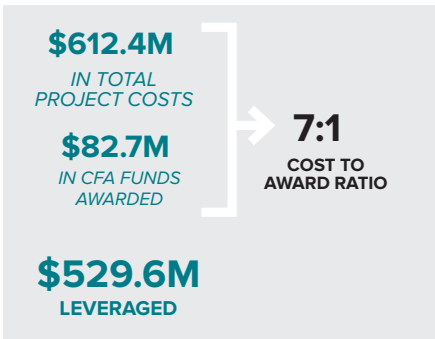 $612.4M
IN TOTAL
PROJECT COSTS
$82.7M
IN CFA FUNDS
AWARDED
7:1
COST TO
AWARD RATIO
$529.6M
LEVERAGED